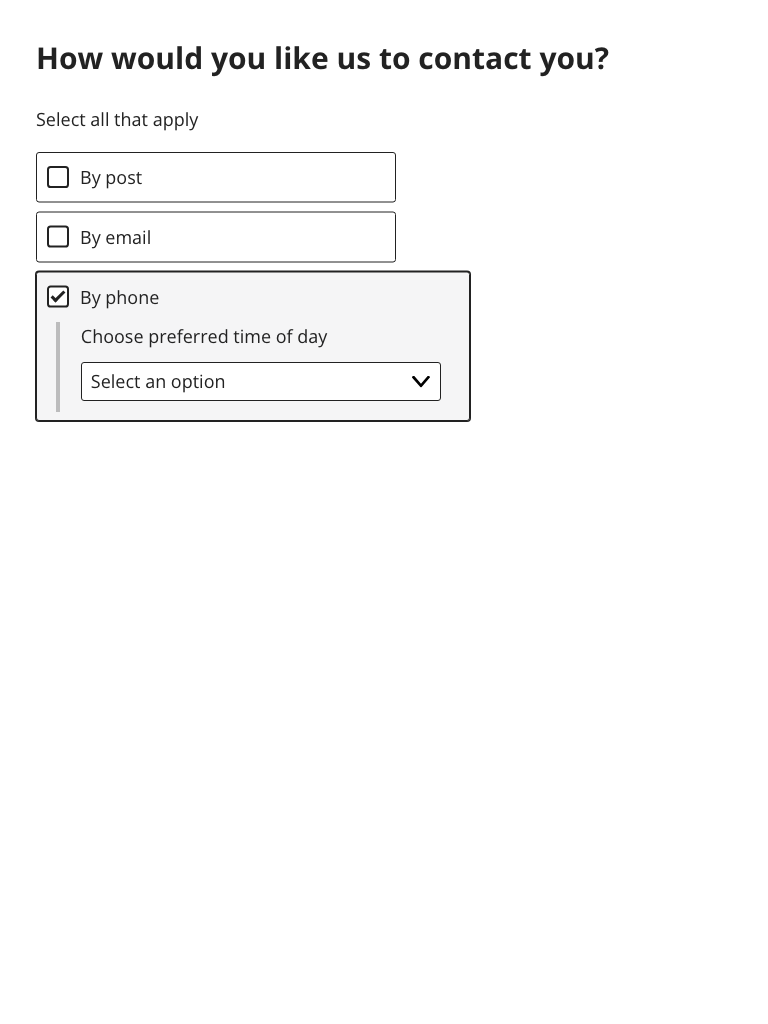 How would you like us to contact you?
Select all that apply
By post
By email
By phone
Choose preferred time of day
Select an option